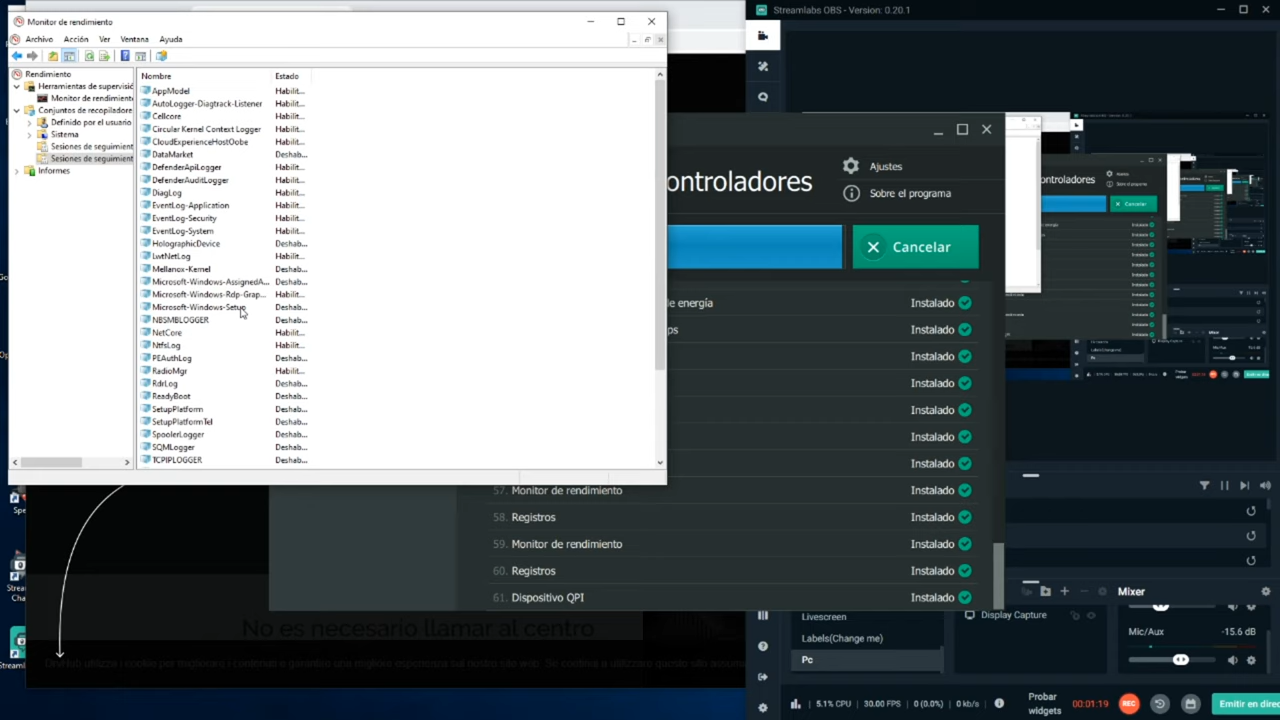 Monitor de rendimiento
Archivo Acción Ver Ventana Ayuda
Rendimiento
Herramientas de supervisió
Monitor de rendimiento
Conjuntos de recopiladore
Definido por el usuario
Sistema
Sesiones de seguimient
Sesiones de seguimient
Informes
Nombre Estado
AppModel Habilit...
AutoLogger-Diagtrack-Listener Habilit...
Cellcore Habilit...
Circular Kernel Context Logger Habilit...
CloudExperienceHostOobe Habilit...
DataMarket Deshab...
DefenderApiLogger Habilit...
DefenderAuditLogger Habilit...
DiagLog Habilit...
EventLog-Application Habilit...
EventLog-Security Habilit...
EventLog-System Habilit...
HolographicDevice Deshab...
LwtNetLog Habilit...
Mellanox-Kernel Deshab...
Microsoft-Windows-AssignedA... Deshab...
Microsoft-Windows-Rdp-Grap... Habilit...
Microsoft-Windows-Setup Deshab...
NBSMBLOGGER Deshab...
NetCore Habilit...
NtfsLog Habilit...
PEAuthLog Deshab...
RadioMgr Habilit...
RdrLog Deshab...
ReadyBoot Deshab...
SetupPlatform Deshab...
SetupPlatformTel Deshab...
SpoolerLogger Deshab...
SQMLogger Deshab...
TCPIPLOGGER Deshab...
ontroladores
Ajustes
Sobre el programa
Cancelar
e energía Instalado
ps Instalado
Instalado
Instalado
Instalado
Instalado
Instalado
57. Monitor de rendimiento Instalado
58. Registros Instalado
59. Monitor de rendimiento Instalado
60. Registros Instalado
61. Dispositivo QPI Instalado
No es necesario llamar al centro
Streamlabs OBS - Version: 0.20.1
ontroladores
Ajustes
Sobre el programa
Cancelar
Livescreen
Labels(Change me)
Pc
Display Capture
Mixer
Mic/Aux -15.6 dB
5.1% CPU 30.00 FPS 0 (0.0%) 0 kb/s
Probar widgets
REC
00:01:19
Emitir en direc